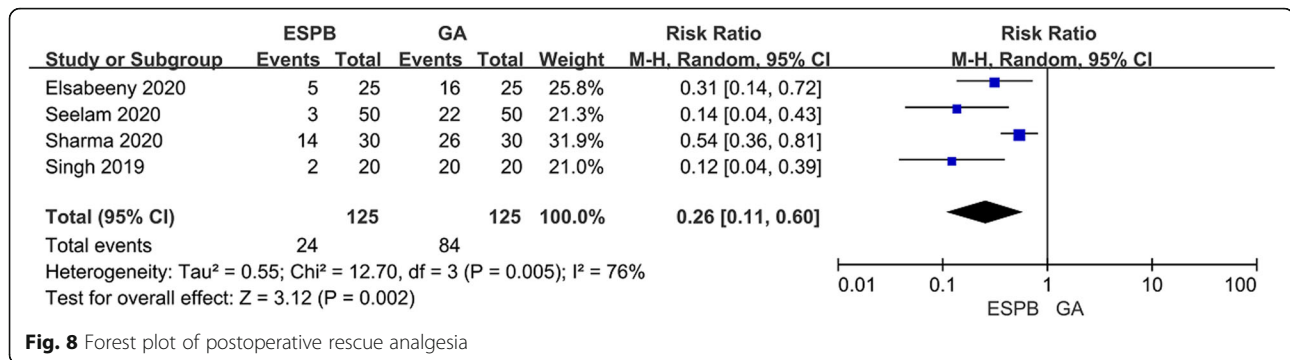 ESPB GA Risk Ratio Risk Ratio
Study or Subgroup Events Total Events Total Weight M-H, Random, 95% CI M-H, Random, 95% CI
Elsabeeny 2020 5 25 16 25 25.8% 0.31 [0.14, 0.72]
Seelam 2020 3 50 22 50 21.3% 0.14 [0.04, 0.43]
Sharma 2020 14 30 26 30 31.9% 0.54 [0.36, 0.81]
Singh 2019 2 20 20 20 21.0% 0.12 [0.04, 0.39]
Total (95% CI) 125 125 100.0% 0.26 [0.11, 0.60]
Total events 24 84
Heterogeneity: Tau² = 0.55; Chi² = 12.70, df = 3 (P = 0.005); I² = 76%
Test for overall effect: Z = 3.12 (P = 0.002)
0.01 0.1 1 10 100
ESPB GA
Fig. 8 Forest plot of postoperative rescue analgesia